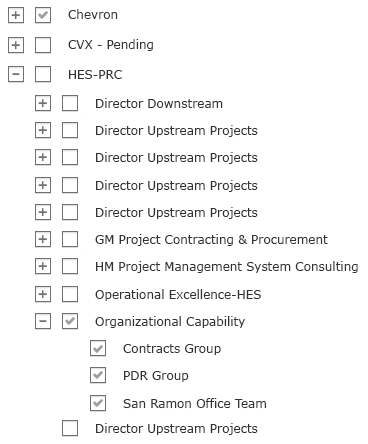 Chevron
CVX - Pending
HES-PRC
Director Downstream
Director Upstream Projects
Director Upstream Projects
Director Upstream Projects
Director Upstream Projects
GM Project Contracting & Procurement
HM Project Management System Consulting
Operational Excellence-HES
Organizational Capability
Contracts Group
PDR Group
San Ramon Office Team
Director Upstream Projects